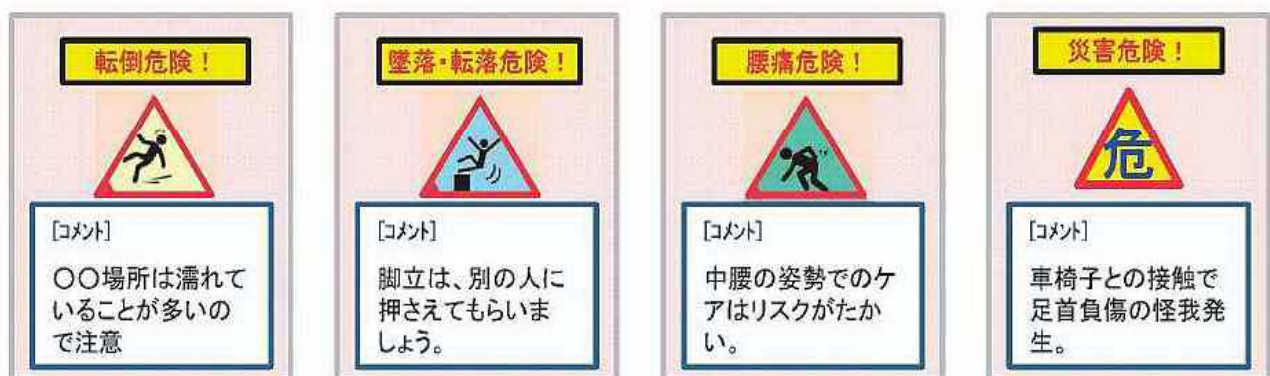 転倒危険！
[コメント]
〇〇場所は濡れて
いることが多いの
で注意
墜落・転落危険！
[コメント]
脚立は、別の人に
押さえてもらいま
しょう。
腰痛危険！
[コメント]
中腰の姿勢でのケ
アはリスクがたか
い。
災害危険！
危
[コメント]
車椅子との接触で
足首負傷の怪我発
生。